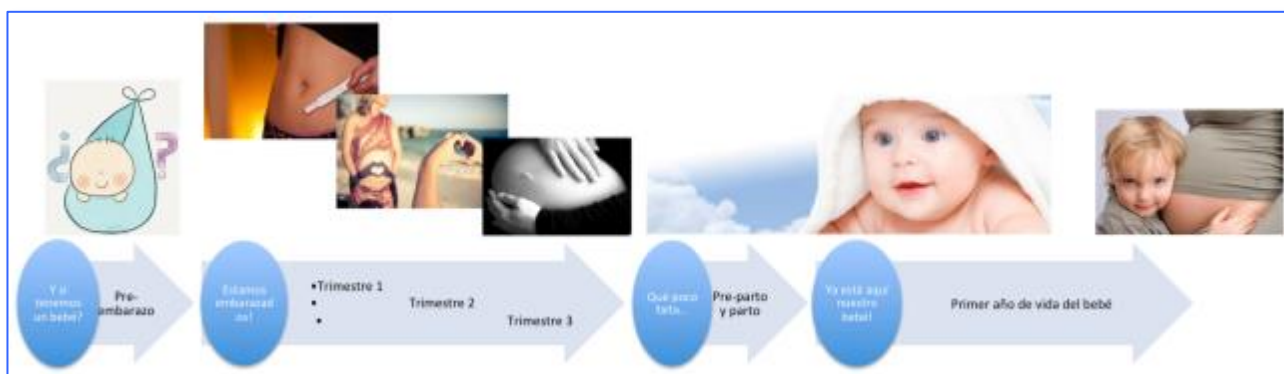 ¿ ?
Y si
tenemos
un bebé?
Pre-
embarazo
Estamos
embarazad
os!
•Trimestre 1
•
Trimestre 2
•
Trimestre 3
Qué poco
falta...
Pre-parto
y parto
Ya está aquí
nuestro
bebé!
Primer año de vida del bebé